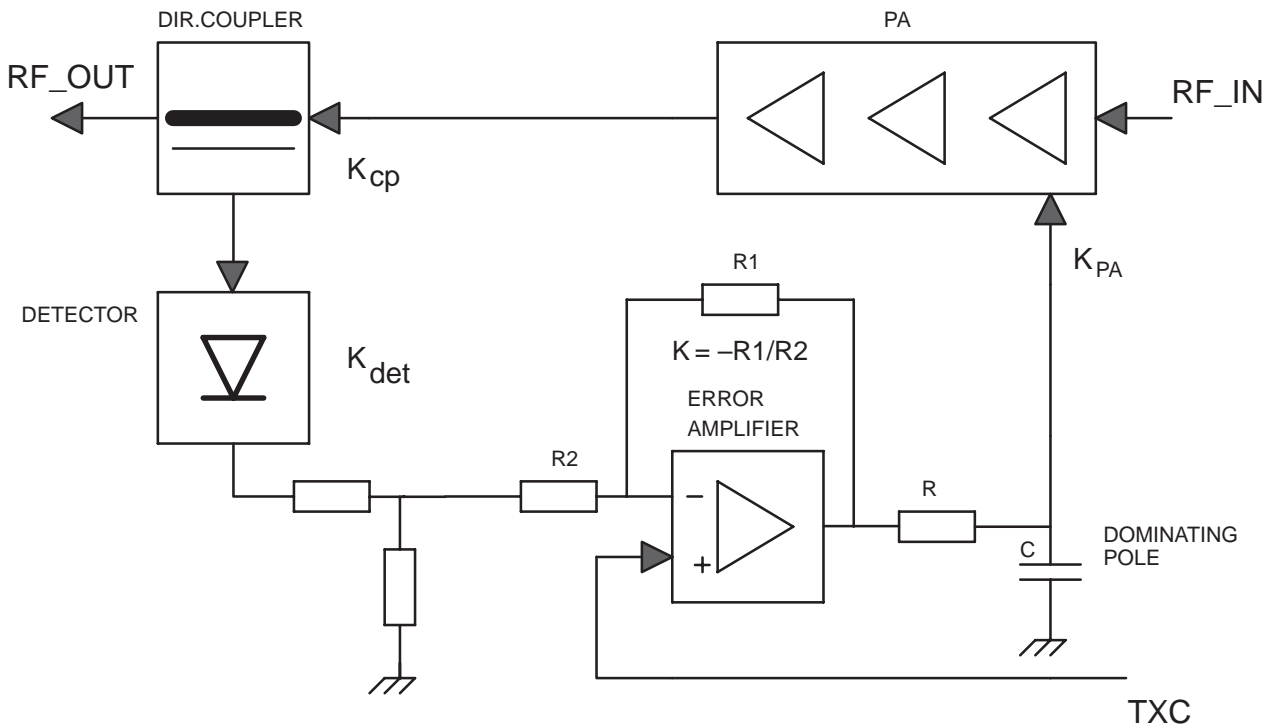 DIR.COUPLER
PA
RF_OUT
RF_IN
Kcp
KPA
R1
DETECTOR
Kdet
K = –R1/R2
ERROR
AMPLIFIER
R2
R
–
+
C
DOMINATING
POLE
TXC